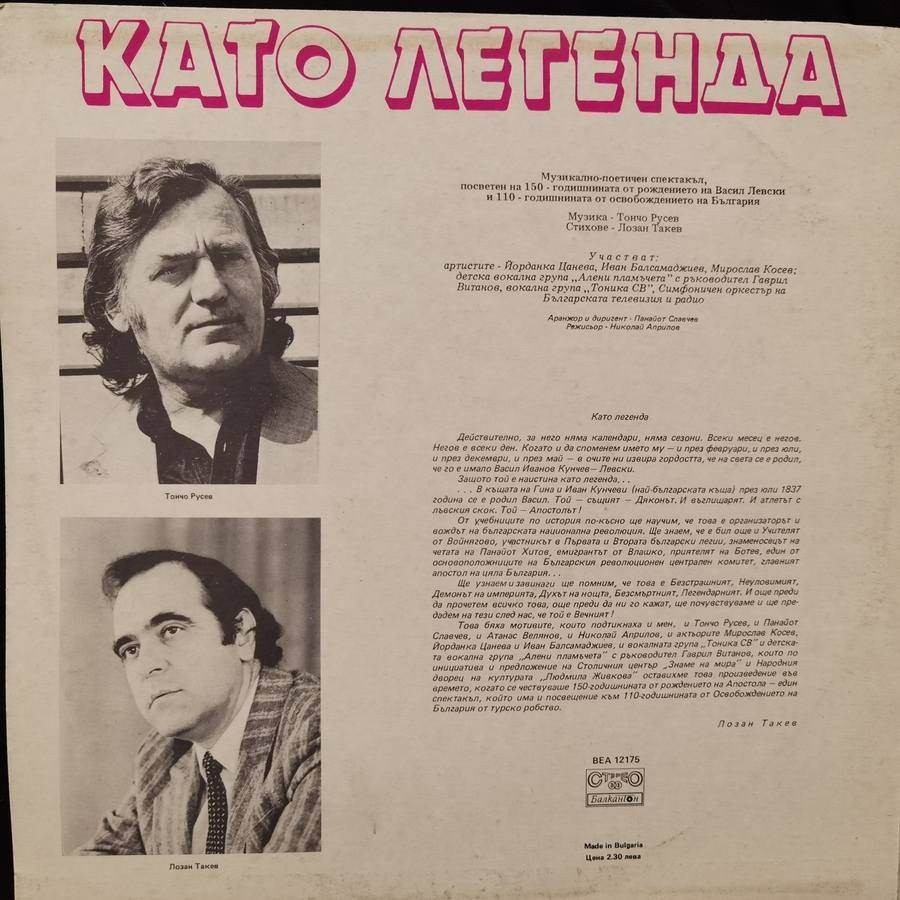 КАТО ЛЕГЕНДА
Музикално-поетичен спектакъл,
посветен на 150 - годишнината от рождението на Васил Левски
и 110 - годишнината от освобождението на България
Музика - Тончо Русев
Стихове - Лозан Такев
Участват:
артистите - Йорданка Цанева, Иван Балсамаджиев, Мирослав Косев;
детска вокална група „Алени пламъчета" с ръководител Гаврил
Витанов, вокална група „Тоника СВ", Симфоничен оркестър на
Българската телевизия и радио
Аранжор и диригент - Панайот Славчев
Режисьор - Николай Априлов
Тончо Русев
Като легенда
Действително, за него няма календари, няма сезони. Всеки месец е негов.
Негов е всеки ден. Когато и да споменем името му — и през февруари, и през юли,
и през декември, и през май — в очите ни извира гордостта, че на света се е родил,
че го е имало Васил Иванов Кунчев— Левски.
Защото той е наистина като легенда,..
. . . В къщата на Гина и Иван Кунчеви (най-българската къща) през юли 1837
година се е родил Васил. Той — същият — Дяконът. И въглищарят. И атлетът с
лъвския скок. Той — Апостолът !
От учебниците по история по-късно ще научим, че това е организаторът и
вождът на българската национална революция. Ще знаем, че е бил още и Учителят
от Войнягово, участникът в Първата и Втората български легии, знаменосецът на
четата на Панайот Хитов, емигрантът от Влашко, приятелят на Ботев, един от
основоположниците на Българския революционен централен комитет, главният
апостол на цяла България. . .
Ще узнаем и завинаги ще помним, че това е Безстрашният, Неуловимият,
Демонът на империята, Духът на нощта, Безсмъртният, Легендарният. И още преди
да прочетем всичко това, още преди да ни го кажат, ще почувствуваме и ще пре-
дадем на тези след нас, че той е Вечният !
Това бяха мотивите, които подтикнаха и мен, и Тончо Русев, и Панайот
Славчев, и Атанас Велянов, и Николай Априлов, и актьорите Мирослав Косев,
Йорданка Цанева и Иван Балсамаджиев, и вокалната група „Тоника СВ" и детска-
та вокална група „Алени пламъчета" с ръководител Гаврил Витанов, които по
инициатива и предложение на Столичния център „Знаме на мира" и Народния
дворец на културата „Людмила Живкова" оставихме това произведение във
времето, когато се чествуваше 150-годишнината от рождението на Апостола — един
спектакъл, който има и посвещение към 110-годишнината от Освобождението на
България от турско робство.
Лозан Такев
Лозан Такев
ВЕА 12175
СТЕРЕО
Балкантон
Made in Bulgaria
Цена 2.30 лева